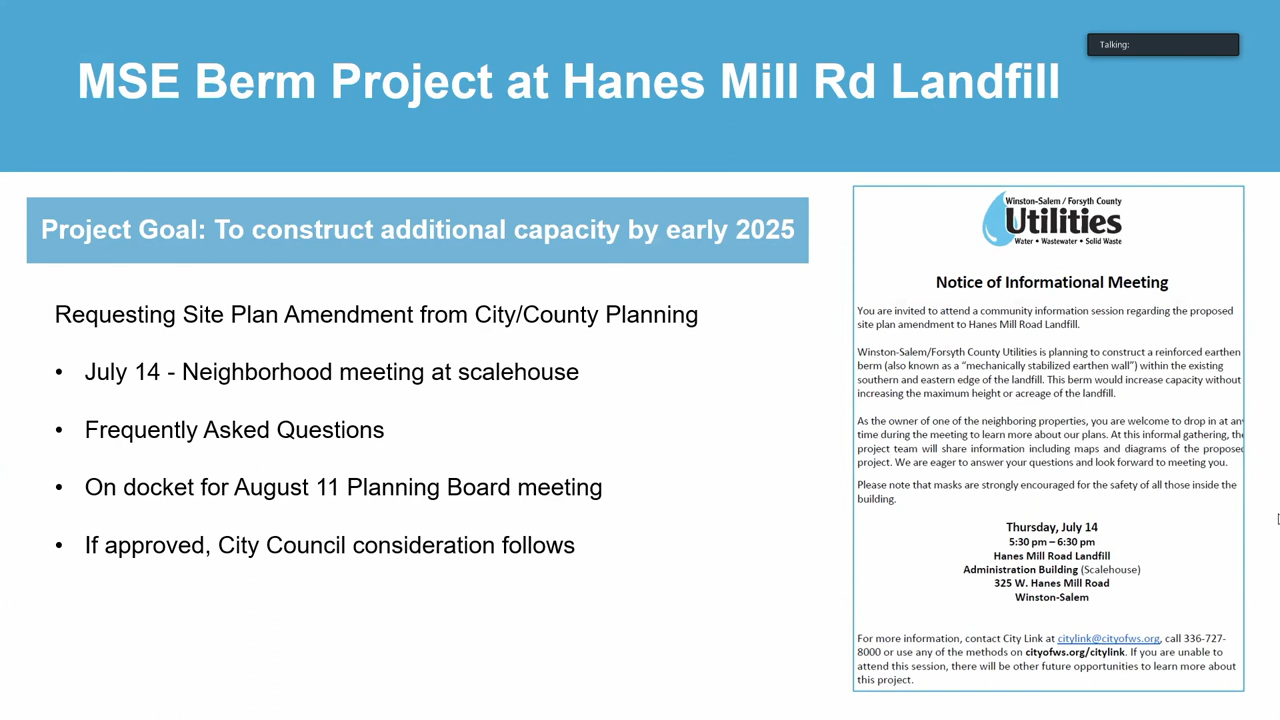 Talking:
MSE Berm Project at Hanes Mill Rd Landfill
Project Goal: To construct additional capacity by early 2025
Requesting Site Plan Amendment from City/County Planning
• July 14 - Neighborhood meeting at scalehouse
• Frequently Asked Questions
• On docket for August 11 Planning Board meeting
• If approved, City Council consideration follows
Winston-Salem / Forsyth County
Utilities
Water • Wastewater • Solid Waste
Notice of Informational Meeting
You are invited to attend a community information session regarding the proposed
site plan amendment to Hanes Mill Road Landfill.
Winston-Salem/Forsyth County Utilities is planning to construct a reinforced earthen
berm (also known as a “mechanically stabilized earthen wall”) within the existing
southern and eastern edge of the landfill. This berm would increase capacity without
increasing the maximum height or acreage of the landfill.
As the owner of one of the neighboring properties, you are welcome to drop in at any
time during the meeting to learn more about our plans. At this informal gathering, the
project team will share information including maps and diagrams of the proposed
project. We are eager to answer your questions and look forward to meeting you.
Please note that masks are strongly encouraged for the safety of all those inside the
building.
Thursday, July 14
5:30 pm – 6:30 pm
Hanes Mill Road Landfill
Administration Building (Scalehouse)
325 W. Hanes Mill Road
Winston-Salem
For more information, contact City Link at citylink@cityofws.org, call 336-727-
8000 or use any of the methods on cityofws.org/citylink. If you are unable to
attend this session, there will be other future opportunities to learn more about
this project.